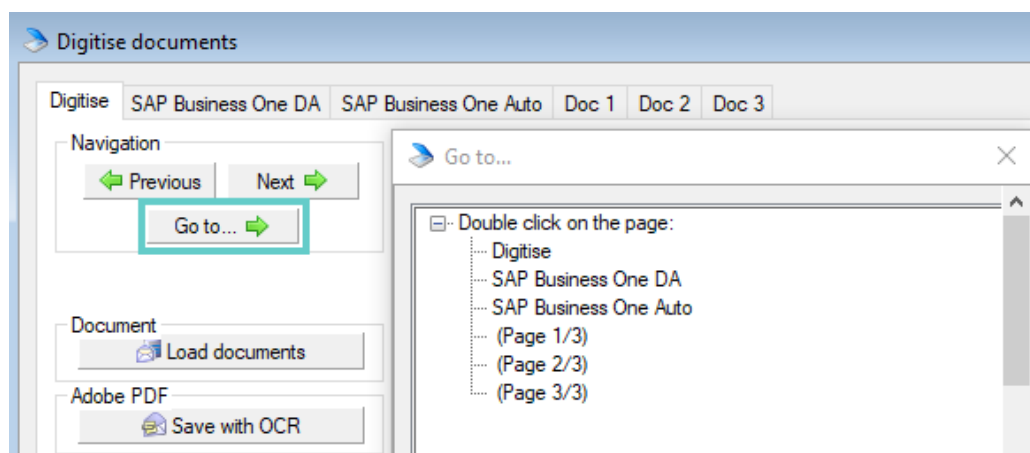 Digitise documents
Digitise SAP Business One DA SAP Business One Auto Doc 1 Doc 2 Doc 3
Navigation
Previous Next
Go to...
Document
Load documents
Adobe PDF
Save with OCR
Go to...
Double click on the page:
Digitise
SAP Business One DA
SAP Business One Auto
(Page 1/3)
(Page 2/3)
(Page 3/3)